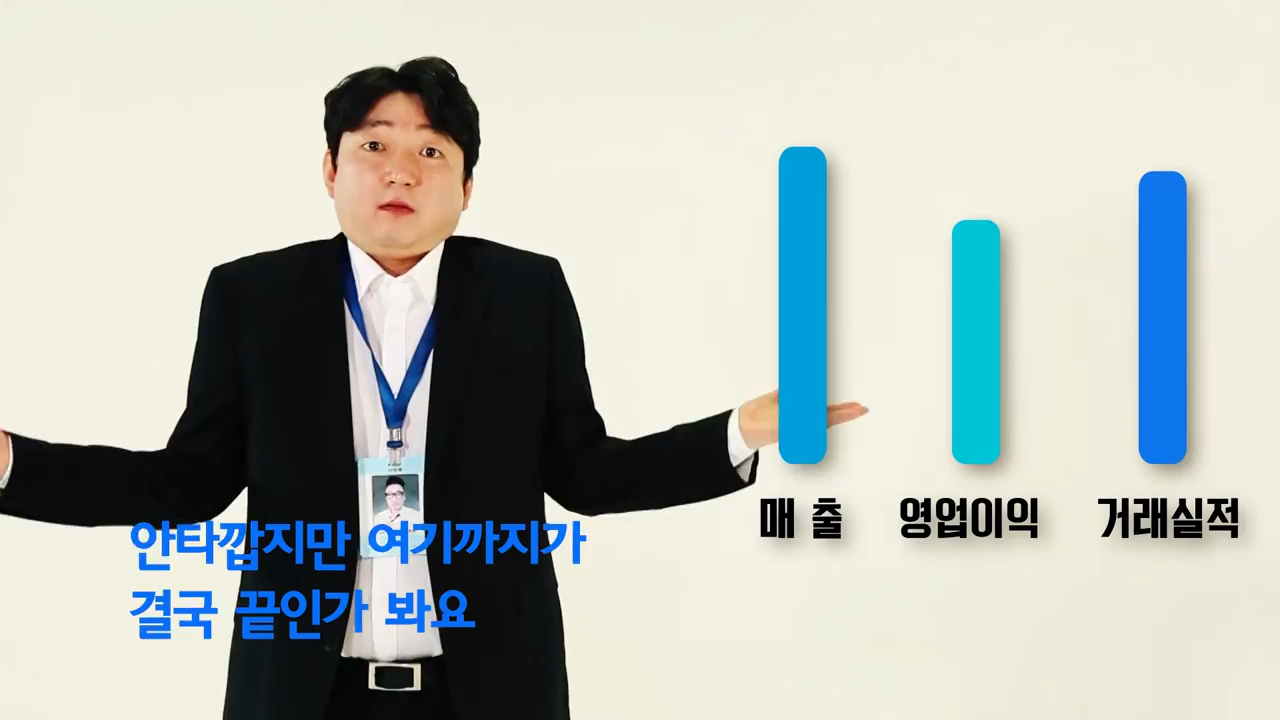 안타깝지만 여기까지가
결국 끝인가 봐요
매 출
영업이익
거래실적